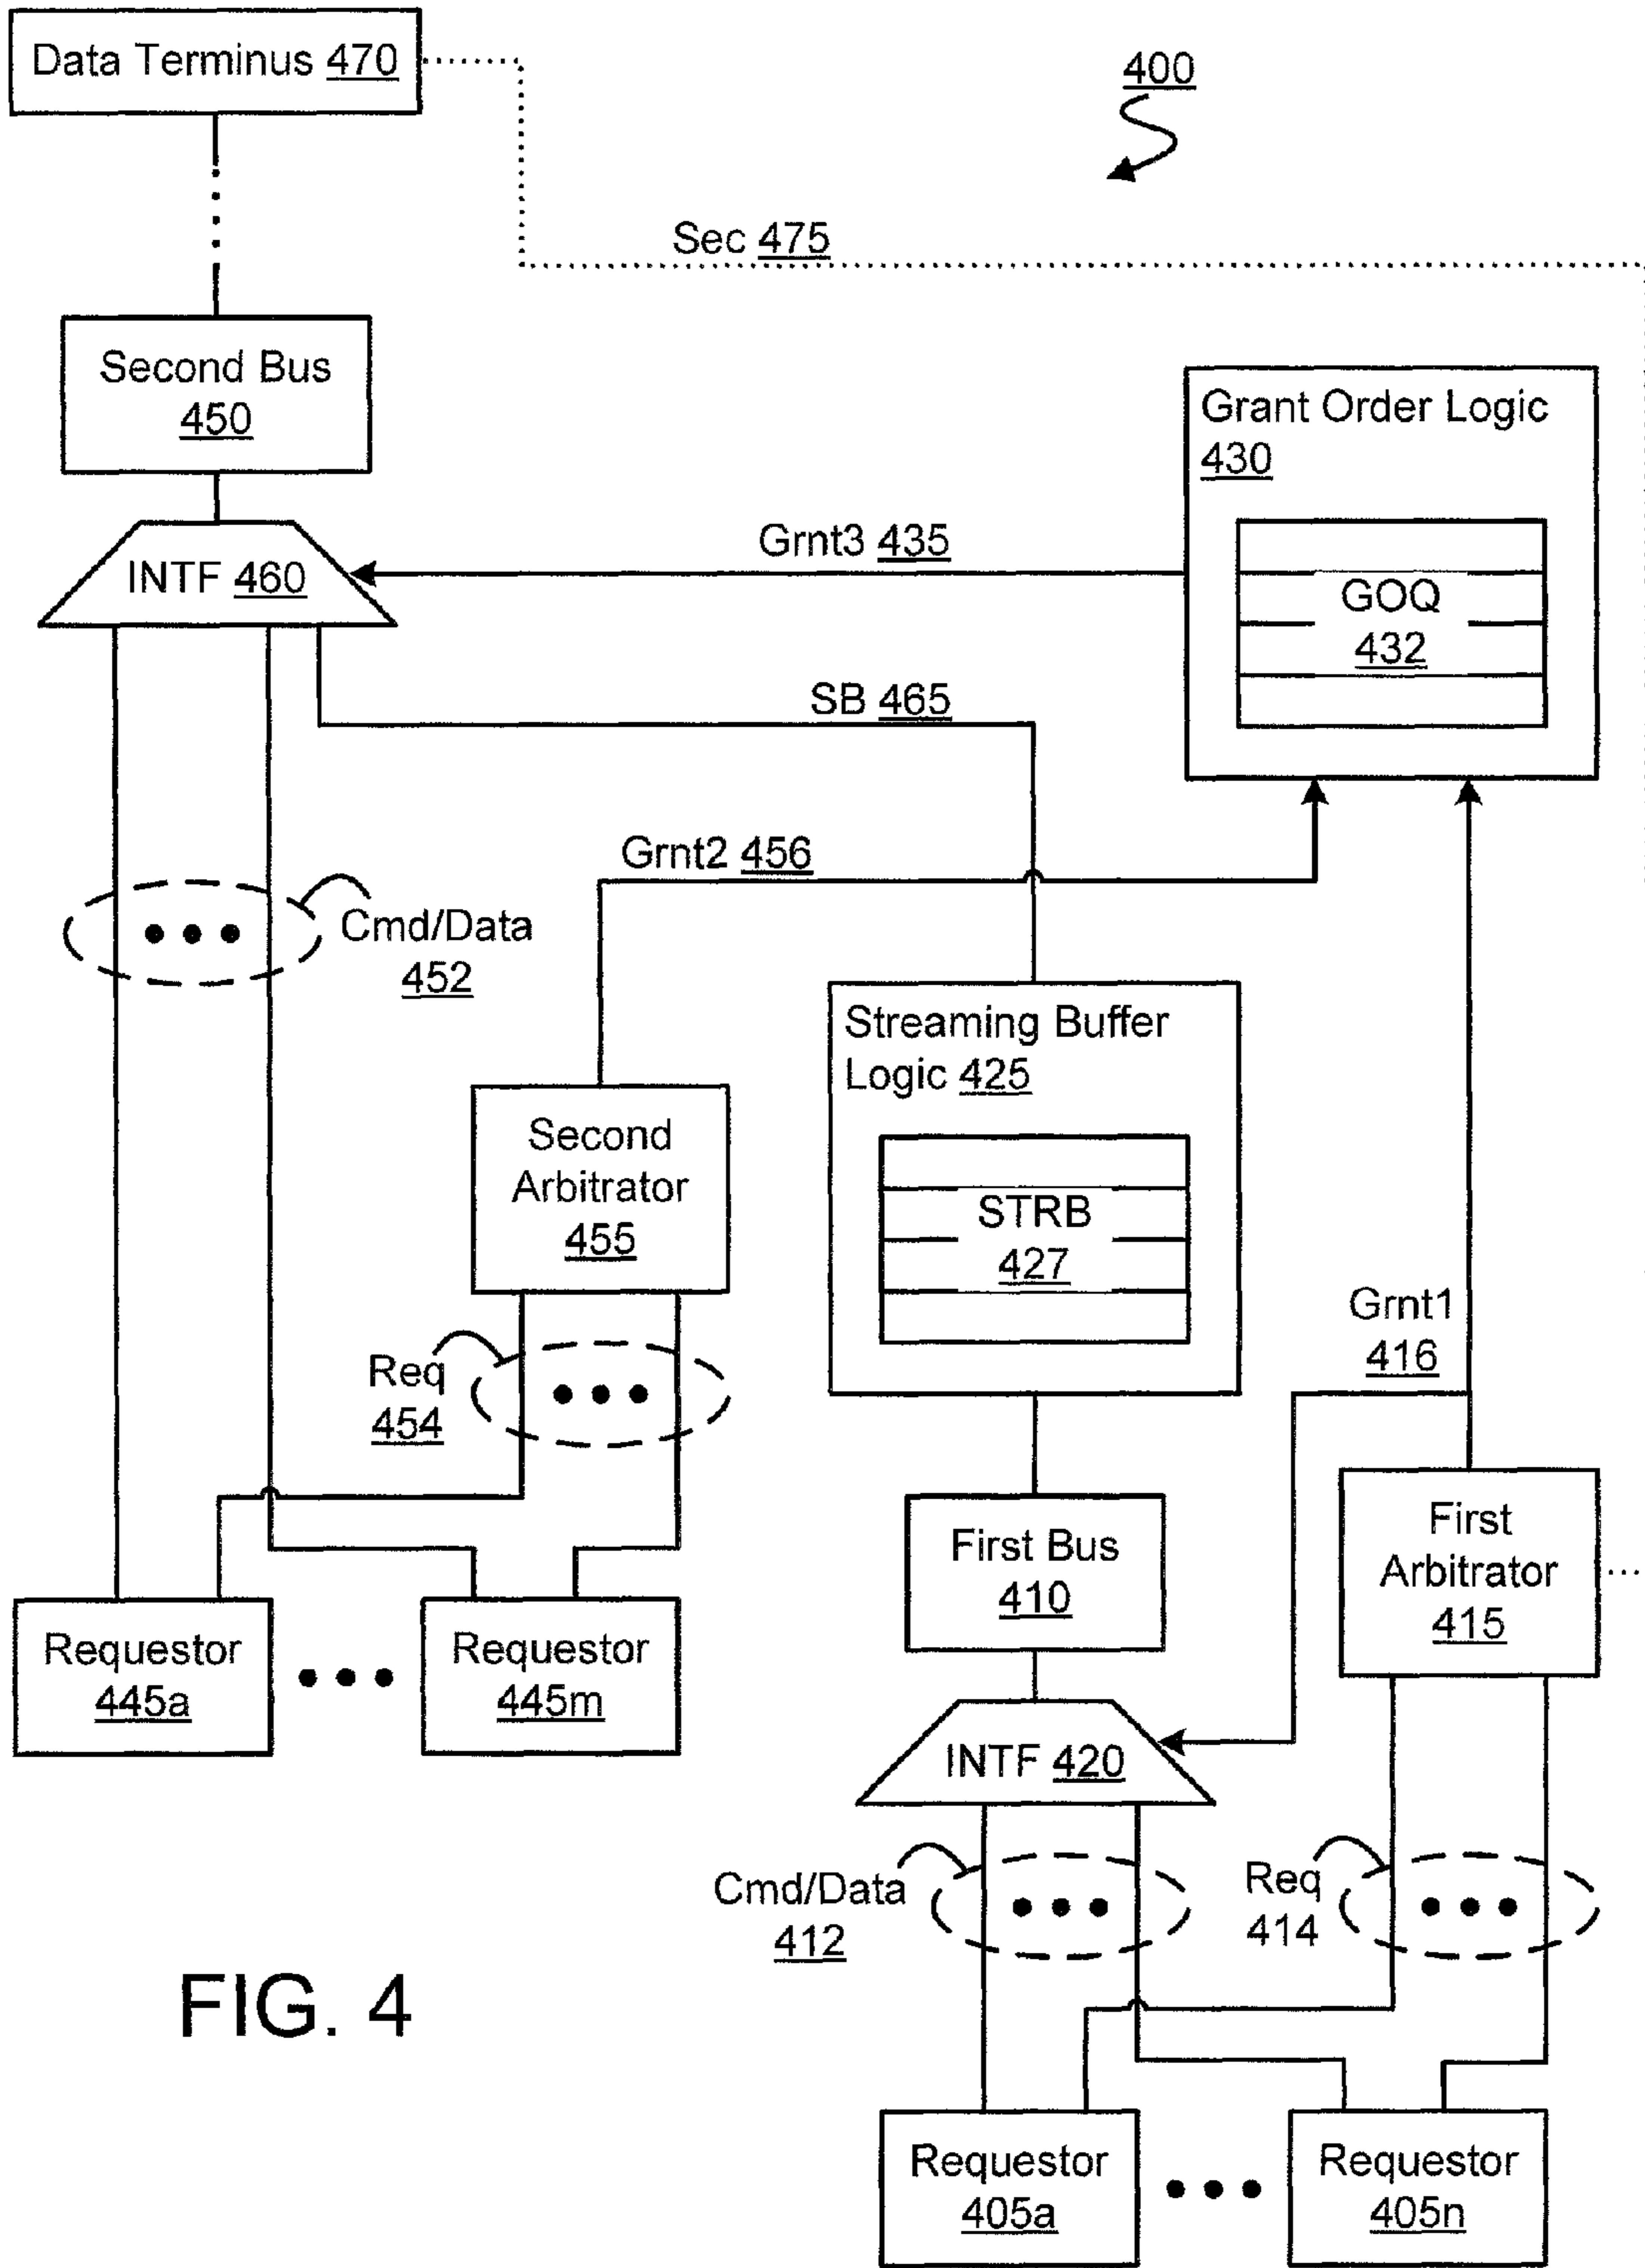 Data Terminus 470
400
Sec 475
Second Bus
450
Grant Order Logic
430
Grnt3 435
INTF 460
GOQ
432
SB 465
Grnt2 456
Cmd/Data
452
Streaming Buffer
Logic 425
Second
Arbitrator
455
STRB
427
Grnt1
416
Req
454
First
Arbitrator
415
First Bus
410
Requestor
445a
Requestor
445m
INTF 420
Cmd/Data
412
Req
414
FIG. 4
Requestor
405a
Requestor
405n